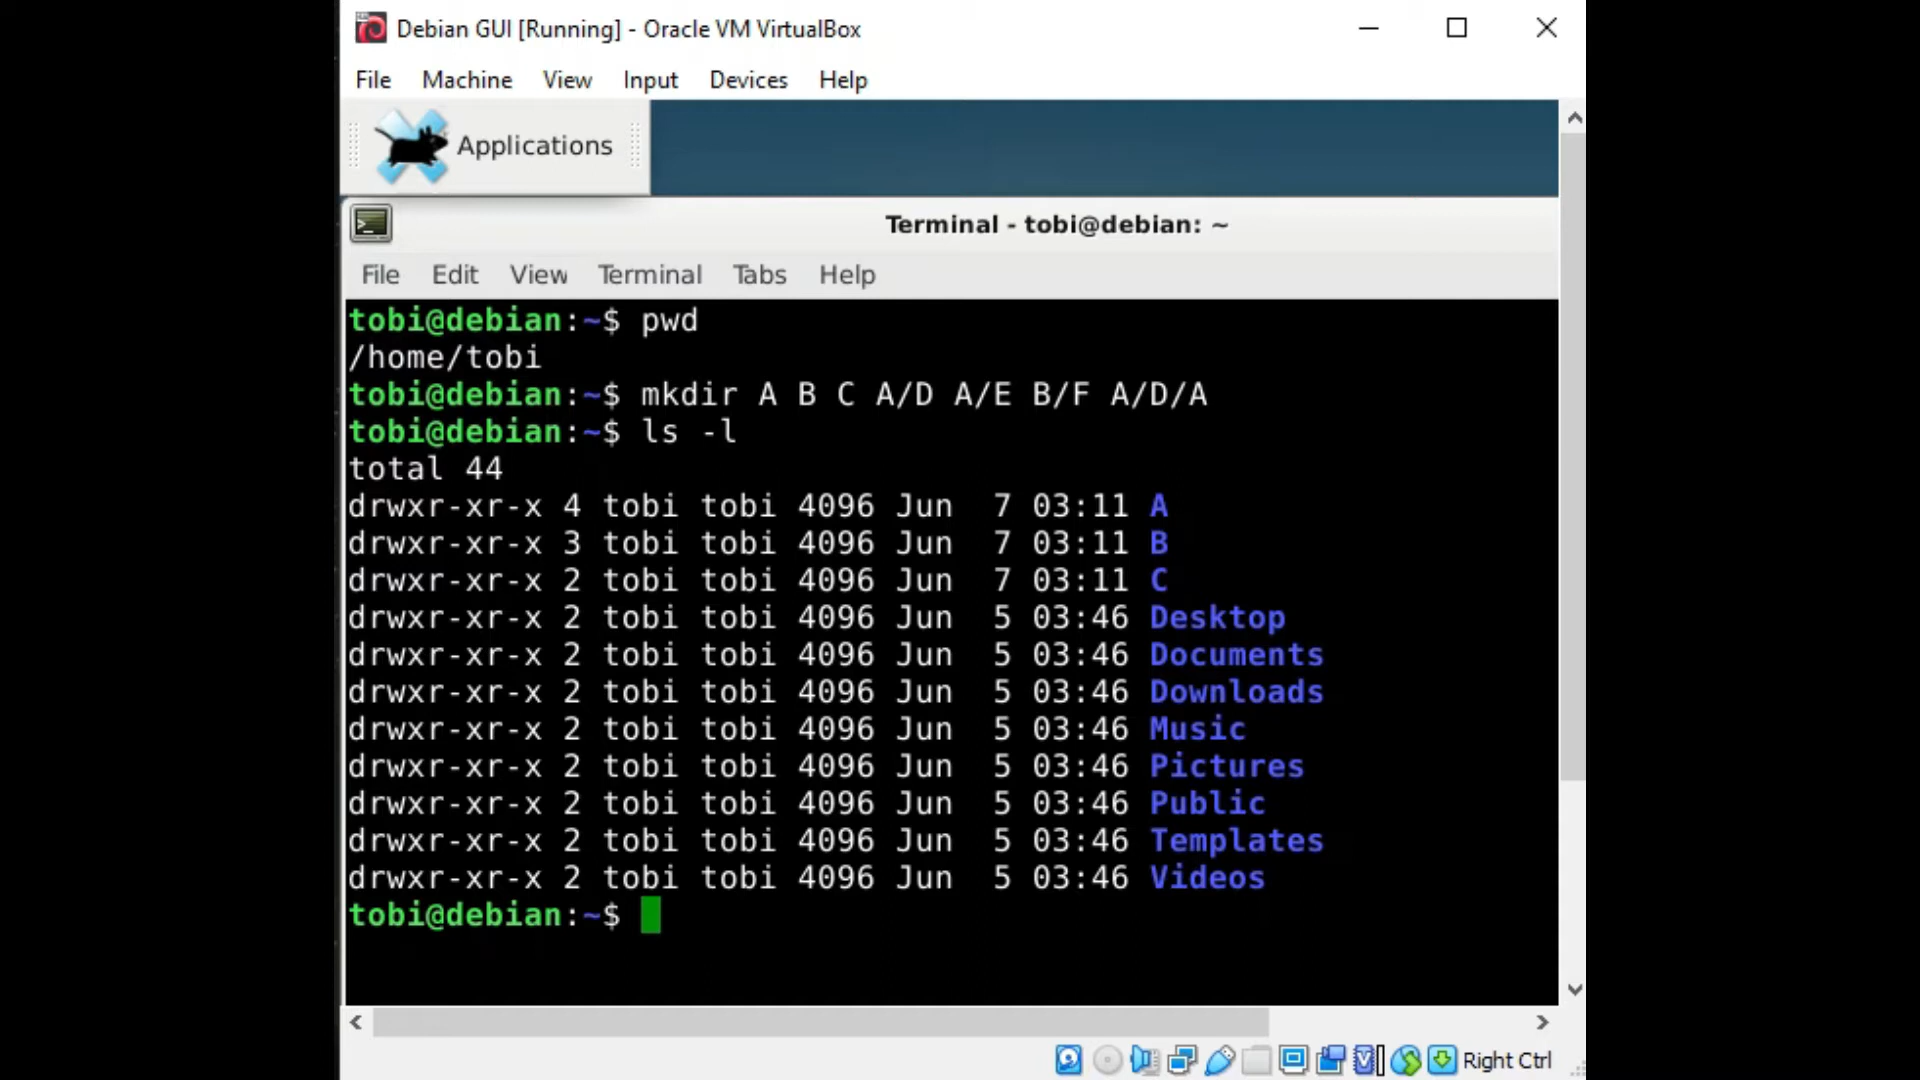 Debian GUI [Running] - Oracle VM VirtualBox
File Machine View Input Devices Help
Applications
Terminal - tobi@debian: ~
File Edit View Terminal Tabs Help
tobi@debian:~$ pwd
/home/tobi
tobi@debian:~$ mkdir A B C A/D A/E B/F A/D/A
tobi@debian:~$ ls -l
total 44
drwxr-xr-x 4 tobi tobi 4096 Jun  7 03:11 A
drwxr-xr-x 3 tobi tobi 4096 Jun  7 03:11 B
drwxr-xr-x 2 tobi tobi 4096 Jun  7 03:11 C
drwxr-xr-x 2 tobi tobi 4096 Jun  5 03:46 Desktop
drwxr-xr-x 2 tobi tobi 4096 Jun  5 03:46 Documents
drwxr-xr-x 2 tobi tobi 4096 Jun  5 03:46 Downloads
drwxr-xr-x 2 tobi tobi 4096 Jun  5 03:46 Music
drwxr-xr-x 2 tobi tobi 4096 Jun  5 03:46 Pictures
drwxr-xr-x 2 tobi tobi 4096 Jun  5 03:46 Public
drwxr-xr-x 2 tobi tobi 4096 Jun  5 03:46 Templates
drwxr-xr-x 2 tobi tobi 4096 Jun  5 03:46 Videos
tobi@debian:~$
Right Ctrl